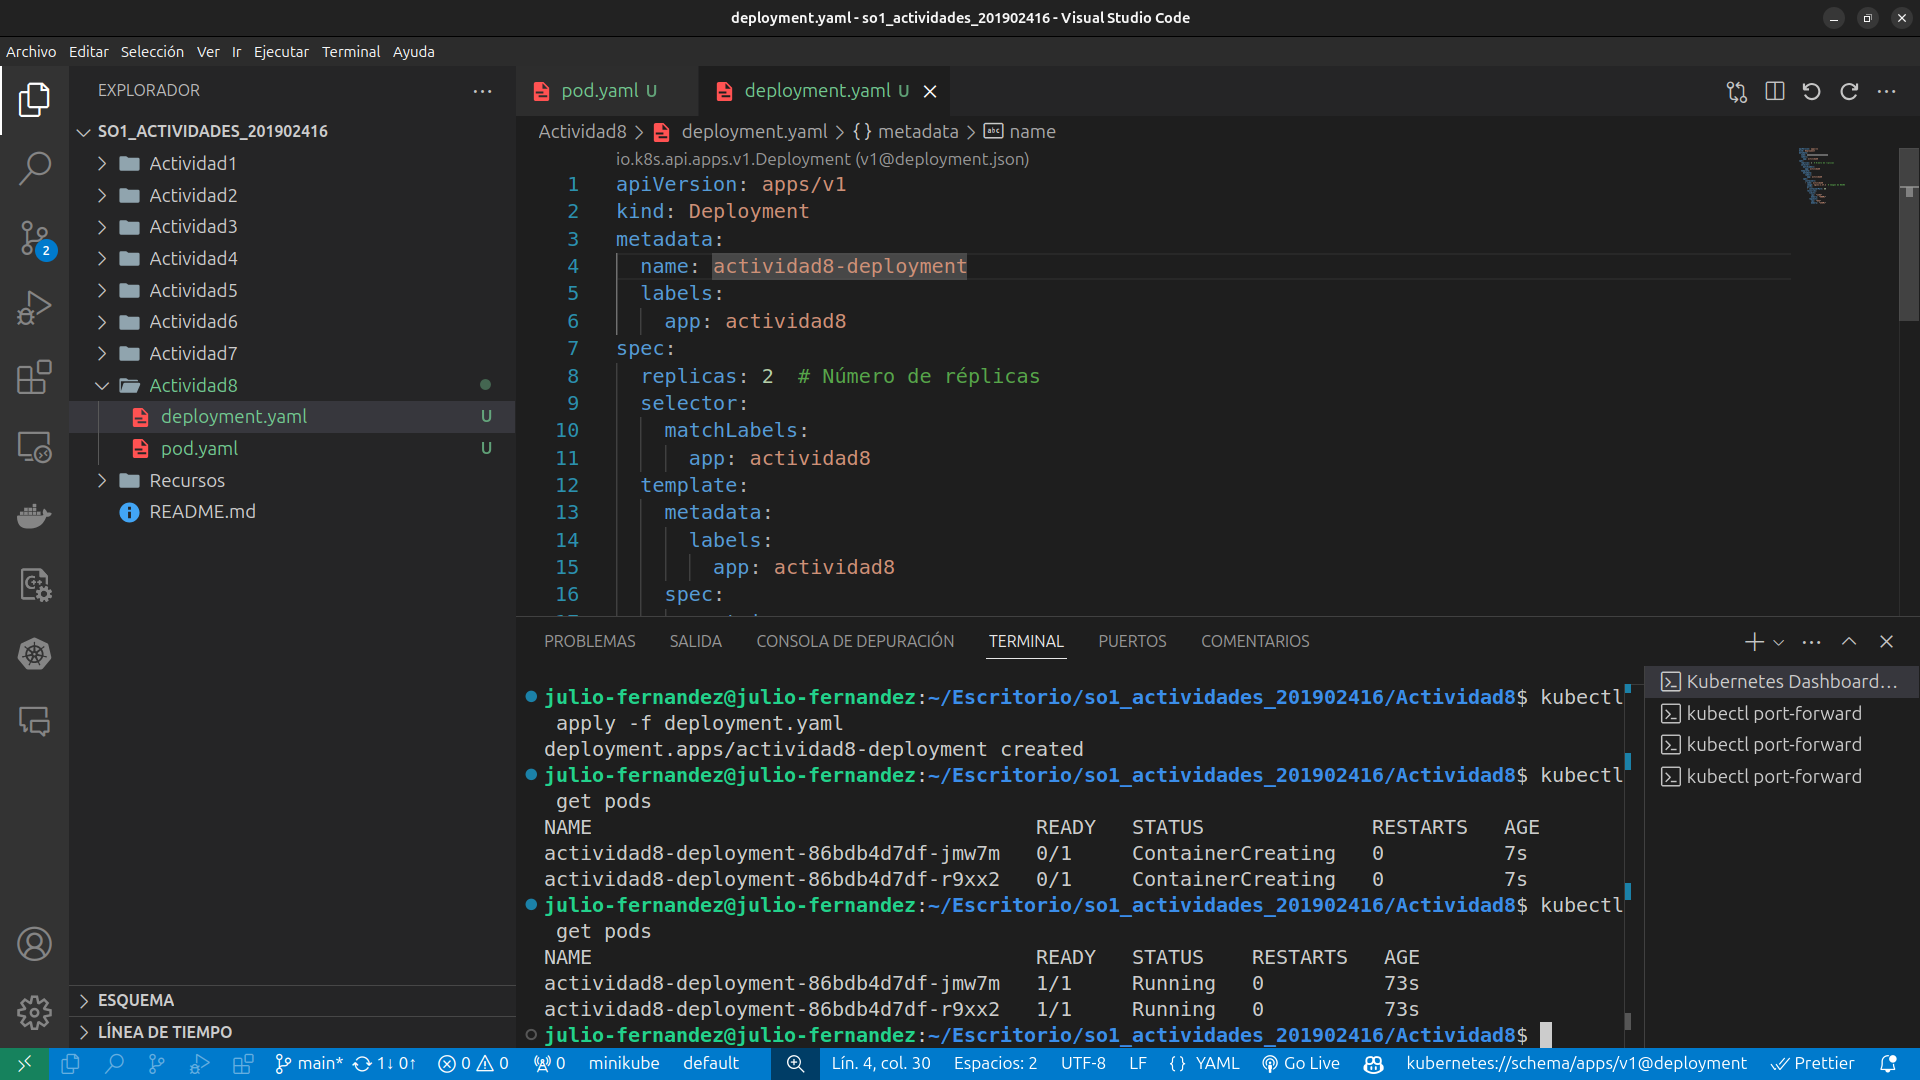 deployment.yaml - so1_actividades_201902416 - Visual Studio Code
Archivo Editar Selección Ver Ir Ejecutar Terminal Ayuda
EXPLORADOR
SO1_ACTIVIDADES_201902416
Actividad1
Actividad2
Actividad3
Actividad4
Actividad5
Actividad6
Actividad7
Actividad8
deployment.yaml U
pod.yaml U
Recursos
README.md
ESQUEMA
LÍNEA DE TIEMPO
2
pod.yaml U
deployment.yaml U
Actividad8 > deployment.yaml > {} metadata > abc name
io.k8s.api.apps.v1.Deployment (v1@deployment.json)
1 apiVersion: apps/v1
2 kind: Deployment
3 metadata:
4 name: actividad8-deployment
5 labels:
6 app: actividad8
7 spec:
8 replicas: 2 # Número de réplicas
9 selector:
10 matchLabels:
11 app: actividad8
12 template:
13 metadata:
14 labels:
15 app: actividad8
16 spec:
PROBLEMAS SALIDA CONSOLA DE DEPURACIÓN TERMINAL PUERTOS COMENTARIOS
julio-fernandez@julio-fernandez:~/Escritorio/so1_actividades_201902416/Actividad8$ kubectl
apply -f deployment.yaml
deployment.apps/actividad8-deployment created
julio-fernandez@julio-fernandez:~/Escritorio/so1_actividades_201902416/Actividad8$ kubectl
get pods
NAME READY STATUS RESTARTS AGE
actividad8-deployment-86bdb4d7df-jmw7m 0/1 ContainerCreating 0 7s
actividad8-deployment-86bdb4d7df-r9xx2 0/1 ContainerCreating 0 7s
julio-fernandez@julio-fernandez:~/Escritorio/so1_actividades_201902416/Actividad8$ kubectl
get pods
NAME READY STATUS RESTARTS AGE
actividad8-deployment-86bdb4d7df-jmw7m 1/1 Running 0 73s
actividad8-deployment-86bdb4d7df-r9xx2 1/1 Running 0 73s
julio-fernandez@julio-fernandez:~/Escritorio/so1_actividades_201902416/Actividad8$
Kubernetes Dashboard...
kubectl port-forward
kubectl port-forward
kubectl port-forward
main* 1↓ 0↑ 0 0 0 minikube default Lín. 4, col. 30 Espacios: 2 UTF-8 LF {} YAML Go Live kubernetes://schema/apps/v1@deployment Prettier